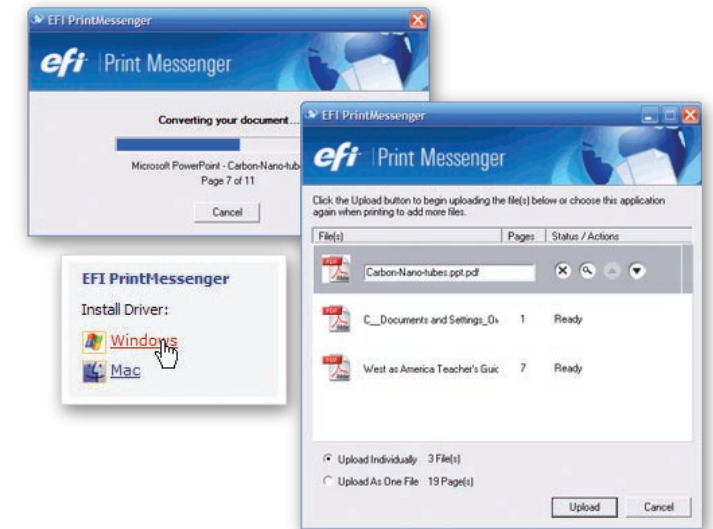 EFI PrintMessenger
efi Print Messenger
Converting your document...
Microsoft PowerPoint - Carbon-Nano-tub
Page 7 of 11
Cancel
EFI PrintMessenger
Install Driver:
Windows
Mac
EFI PrintMessenger
efi Print Messenger
Click the Upload button to begin uploading the file(s) below or choose this application
again when printing to add more files.
File(s) Pages Status / Actions
PDF Carbon-Nano-tubes.ppt.pdf
PDF C__Documents and Settings_Ov 1 Ready
PDF West as America Teacher's Guic 7 Ready
Upload Individually 3 File(s)
Upload As One File 19 Page(s)
Upload Cancel